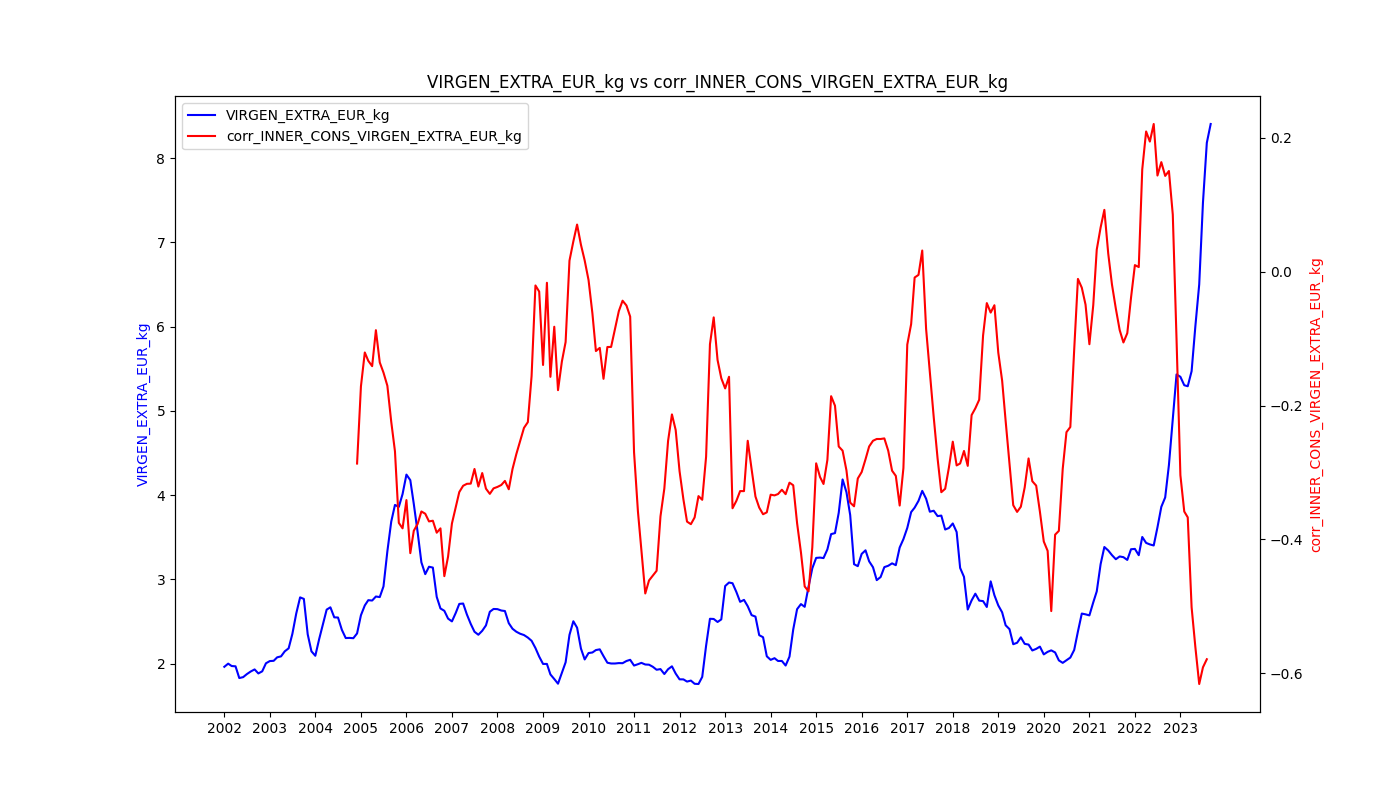 VIRGEN_EXTRA_EUR_kg vs corr_INNER_CONS_VIRGEN_EXTRA_EUR_kg
VIRGEN_EXTRA_EUR_kg
corr_INNER_CONS_VIRGEN_EXTRA_EUR_kg
VIRGEN_EXTRA_EUR_kg
8
7
6
5
4
3
2
0.2
0.0
−0.2
−0.4
−0.6
corr_INNER_CONS_VIRGEN_EXTRA_EUR_kg
2002 2003 2004 2005 2006 2007 2008 2009 2010 2011 2012 2013 2014 2015 2016 2017 2018 2019 2020 2021 2022 2023